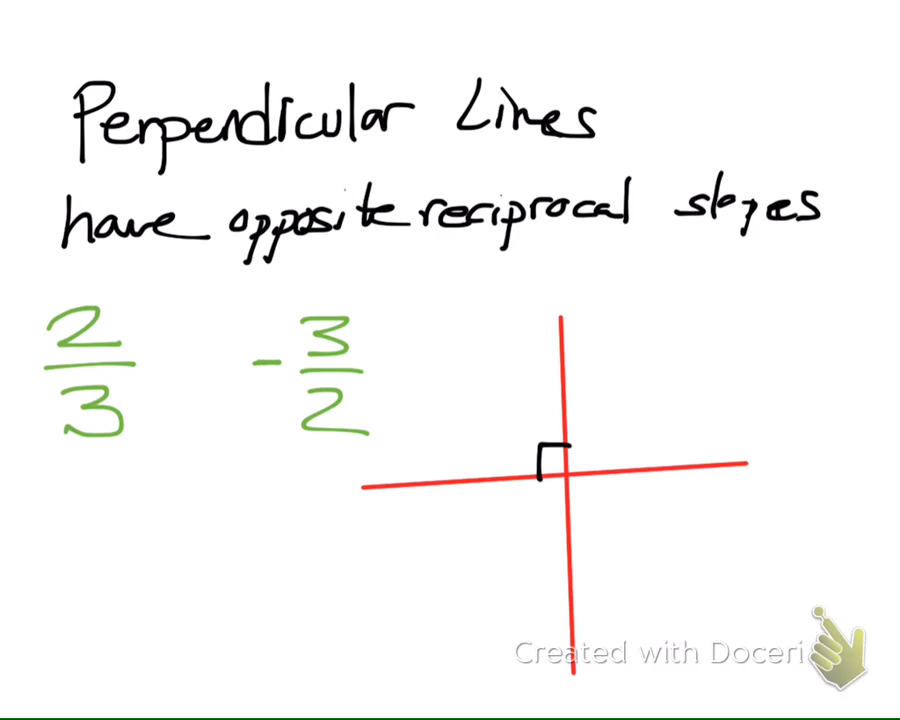 Perpendicular Lines
have opposite reciprocal slopes
2/3 -3/2
Created with Doceri